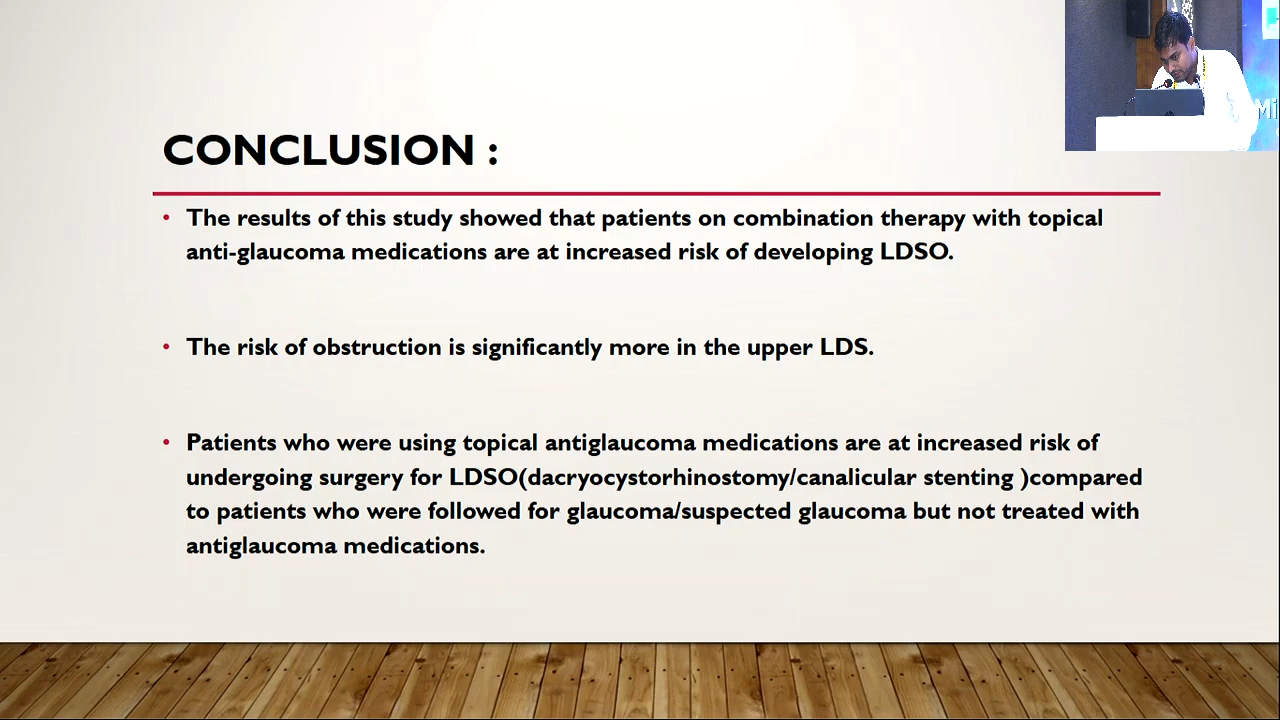 CONCLUSION :
• The results of this study showed that patients on combination therapy with topical
anti-glaucoma medications are at increased risk of developing LDSO.
• The risk of obstruction is significantly more in the upper LDS.
• Patients who were using topical antiglaucoma medications are at increased risk of
undergoing surgery for LDSO(dacryocystorhinostomy/canalicular stenting )compared
to patients who were followed for glaucoma/suspected glaucoma but not treated with
antiglaucoma medications.
Mi